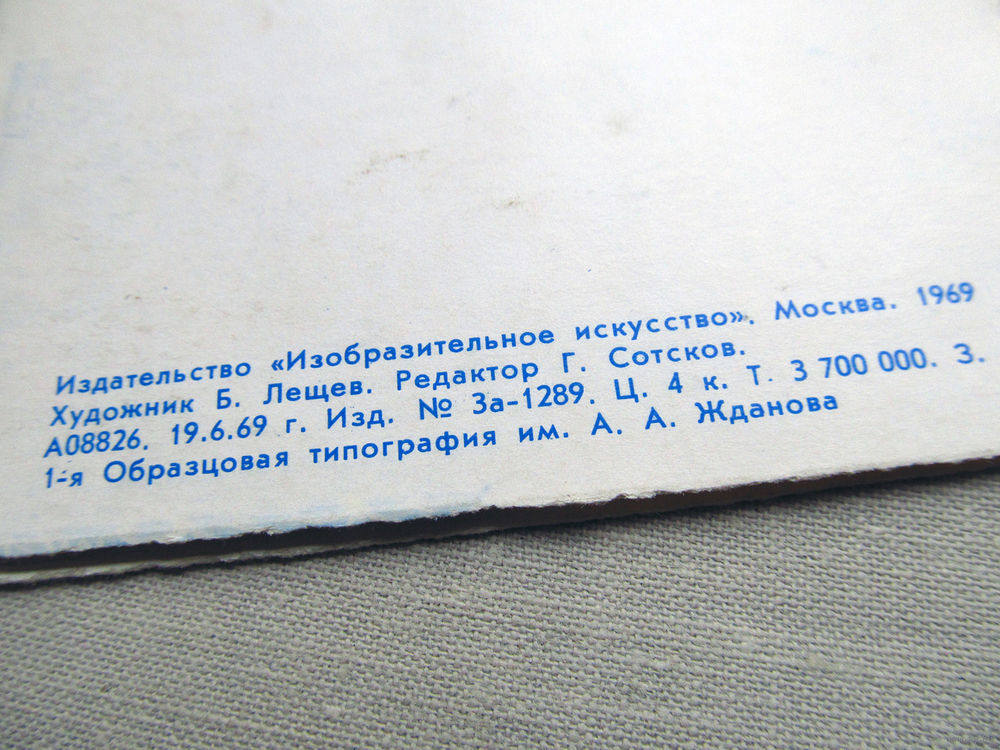 Издательство «Изобразительное искусство». Москва. 1969
Художник Б. Лещев. Редактор Г. Сотсков.
А08826. 19.6.69 г. Изд. № 3а-1289. Ц. 4 к. Т. 3 700 000. З.
1-я Образцовая типография им. А. А. Жданова